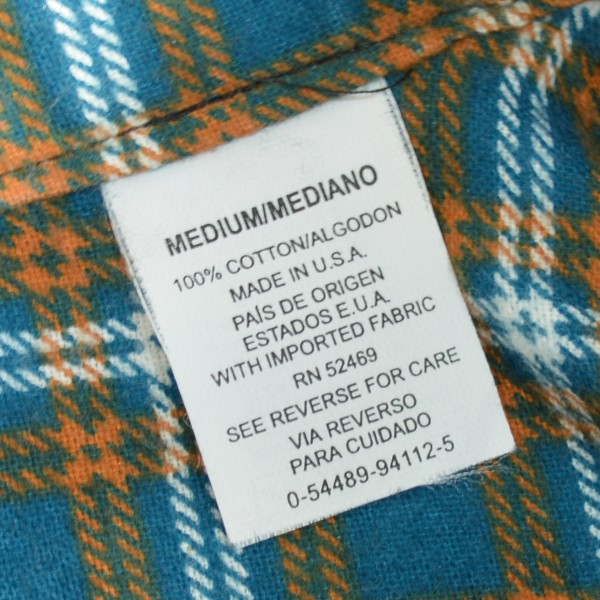 MEDIUM/MEDIANO
100% COTTON/ALGODON
MADE IN U.S.A.
PAÍS DE ORIGEN
ESTADOS E.U.A.
WITH IMPORTED FABRIC
RN 52469
SEE REVERSE FOR CARE
VIA REVERSO
PARA CUIDADO
0-54489-94112-5